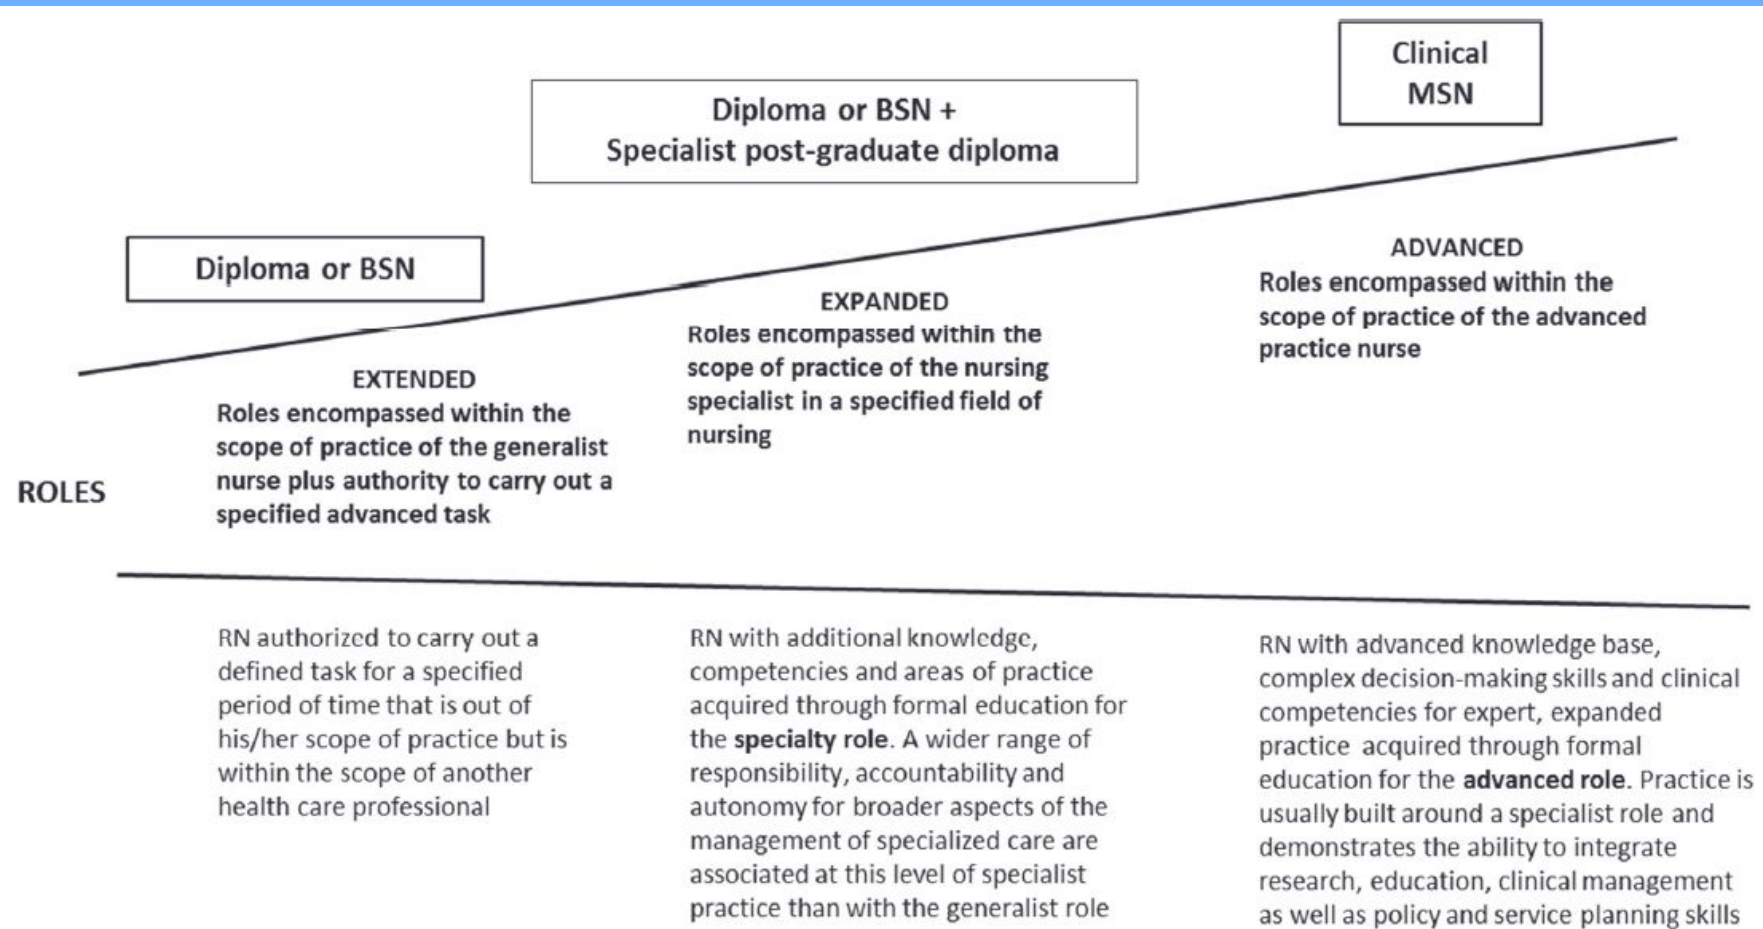 Clinical
MSN
Diploma or BSN +
Specialist post-graduate diploma
Diploma or BSN
ADVANCED
Roles encompassed within the
scope of practice of the advanced
practice nurse
EXPANDED
Roles encompassed within the
scope of practice of the nursing
specialist in a specified field of
nursing
EXTENDED
Roles encompassed within the
scope of practice of the generalist
nurse plus authority to carry out a
specified advanced task
ROLES
RN authorized to carry out a
defined task for a specified
period of time that is out of
his/her scope of practice but is
within the scope of another
health care professional
RN with additional knowledge,
competencies and areas of practice
acquired through formal education for
the specialty role. A wider range of
responsibility, accountability and
autonomy for broader aspects of the
management of specialized care are
associated at this level of specialist
practice than with the generalist role
RN with advanced knowledge base,
complex decision-making skills and clinical
competencies for expert, expanded
practice acquired through formal
education for the advanced role. Practice is
usually built around a specialist role and
demonstrates the ability to integrate
research, education, clinical management
as well as policy and service planning skills